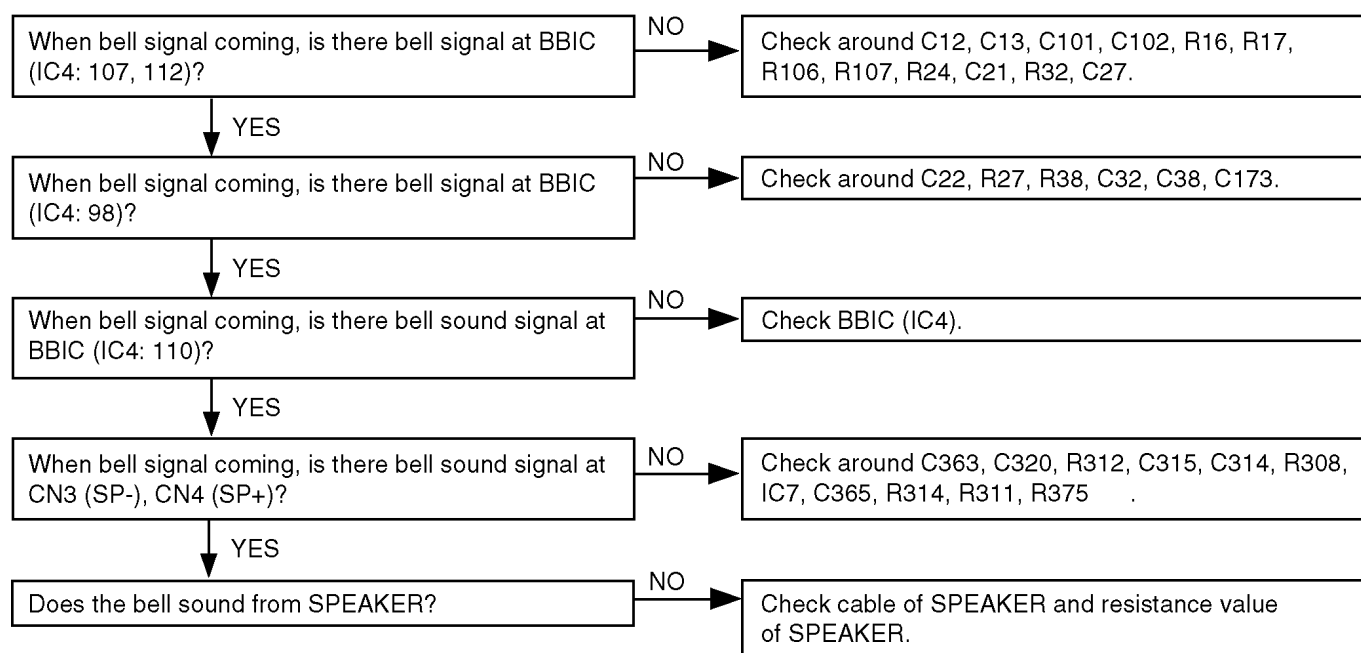 When bell signal coming, is there bell signal at BBIC
(IC4: 107, 112)?
NO
Check around C12, C13, C101, C102, R16, R17,
R106, R107, R24, C21, R32, C27.
YES
When bell signal coming, is there bell signal at BBIC
(IC4: 98)?
NO
Check around C22, R27, R38, C32, C38, C173.
YES
When bell signal coming, is there bell sound signal at
BBIC (IC4: 110)?
NO
Check BBIC (IC4).
YES
When bell signal coming, is there bell sound signal at
CN3 (SP-), CN4 (SP+)?
NO
Check around C363, C320, R312, C315, C314, R308,
IC7, C365, R314, R311, R375 .
YES
Does the bell sound from SPEAKER?
NO
Check cable of SPEAKER and resistance value
of SPEAKER.